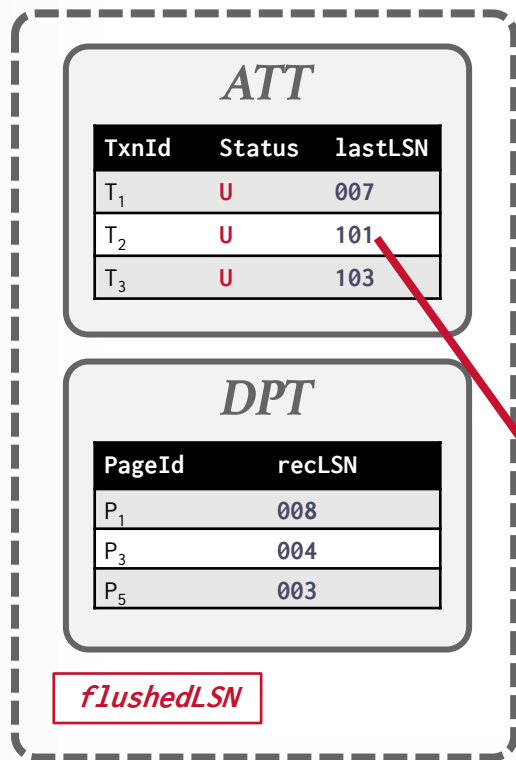 ATT
TxnId Status lastLSN
T1 U 007
T2 U 101
T3 U 103
DPT
PageId recLSN
P1 008
P3 004
P5 003
flushedLSN